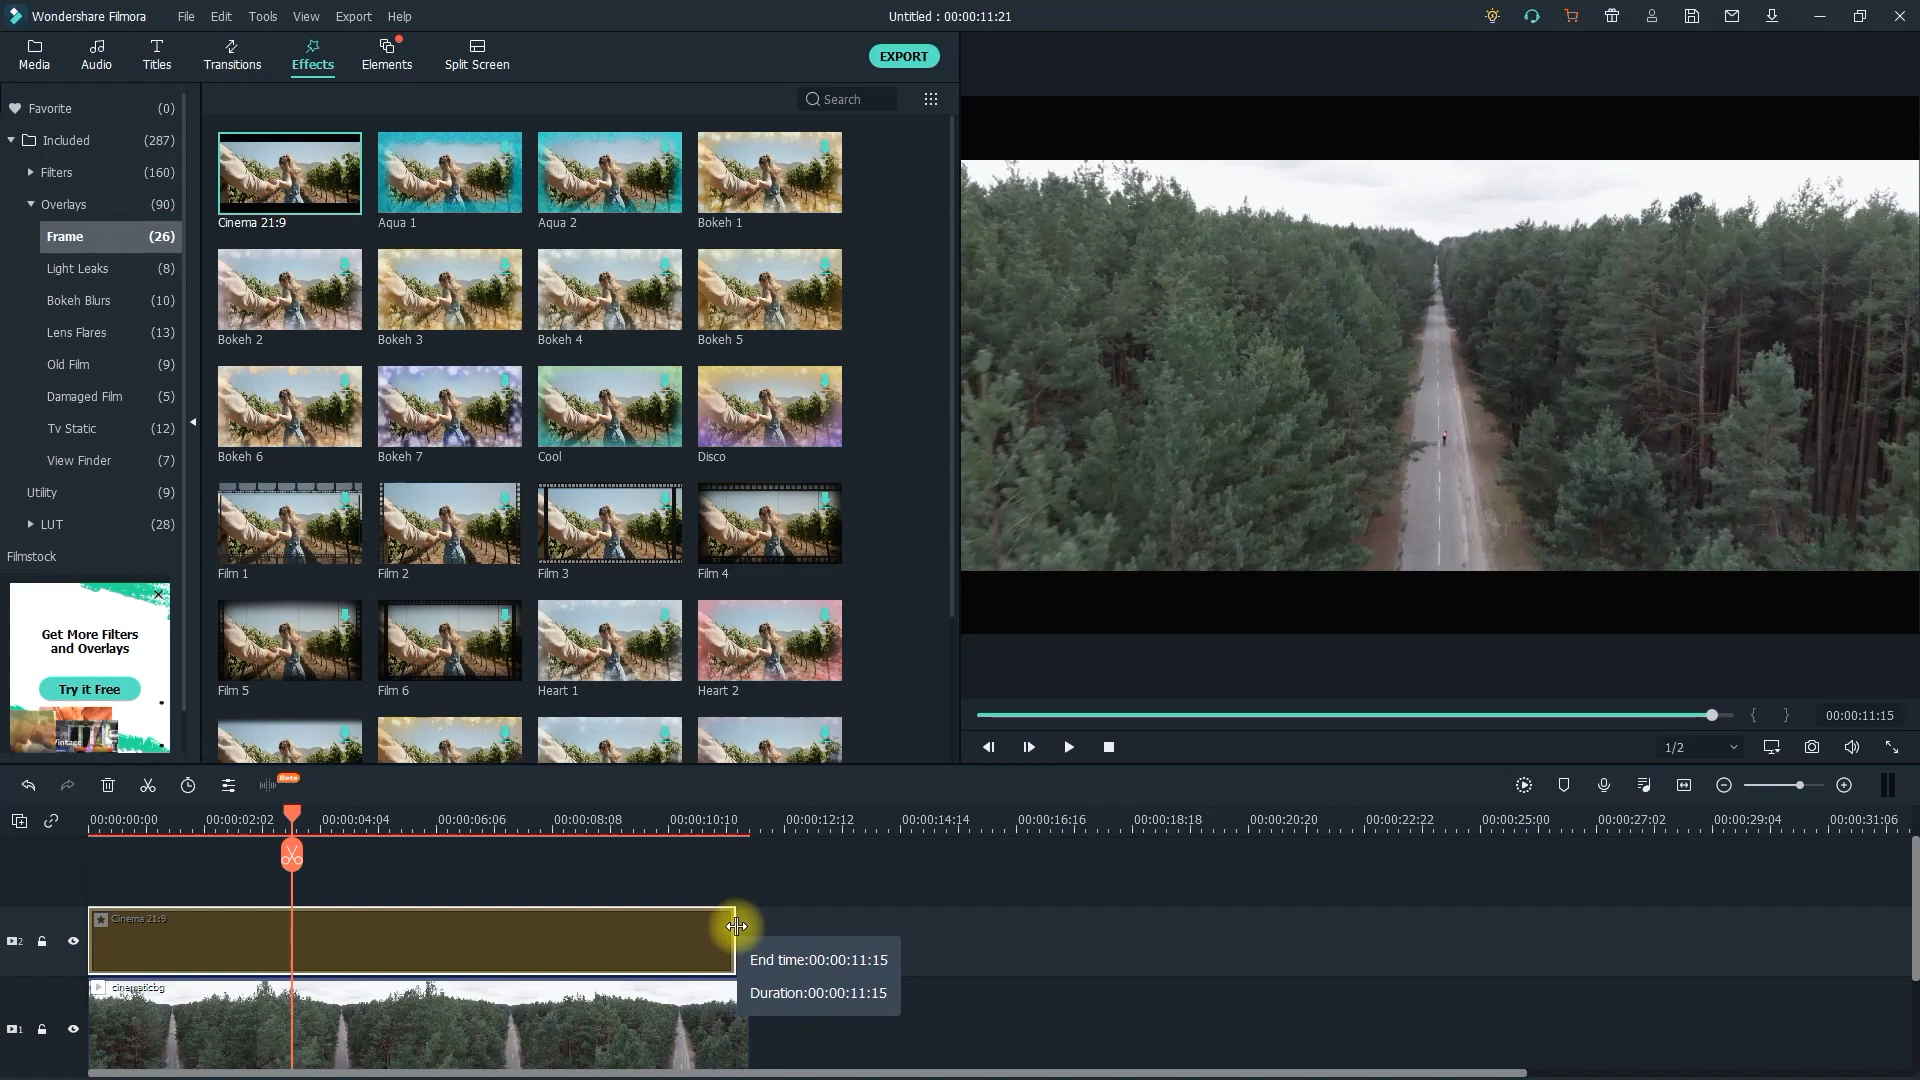 Wondershare Filmora
File
Edit
Tools
View
Export
Help
Untitled : 00:00:11:21
Media
Audio
Titles
Transitions
Effects
Elements
Split Screen
EXPORT
Favorite (0)
Included (287)
Filters (160)
Overlays (90)
Frame (26)
Light Leaks (8)
Bokeh Blurs (10)
Lens Flares (13)
Old Film (9)
Damaged Film (5)
Tv Static (12)
View Finder (7)
Utility (9)
LUT (28)
Filmstock
Get More Filters
and Overlays
Try it Free
Vintage
Search
Cinema 21:9
Aqua 1
Aqua 2
Bokeh 1
Bokeh 2
Bokeh 3
Bokeh 4
Bokeh 5
Bokeh 6
Bokeh 7
Cool
Disco
Film 1
Film 2
Film 3
Film 4
Film 5
Film 6
Heart 1
Heart 2
{ } 00:00:11:15
1/2
Beta
00:00:00:00
00:00:02:02
00:00:04:04
00:00:06:06
00:00:08:08
00:00:10:10
00:00:12:12
00:00:14:14
00:00:16:16
00:00:18:18
00:00:20:20
00:00:22:22
00:00:25:00
00:00:27:02
00:00:29:04
00:00:31:06
2
Cinema 21:9
End time:00:00:11:15
Duration:00:00:11:15
1
cinematicbg